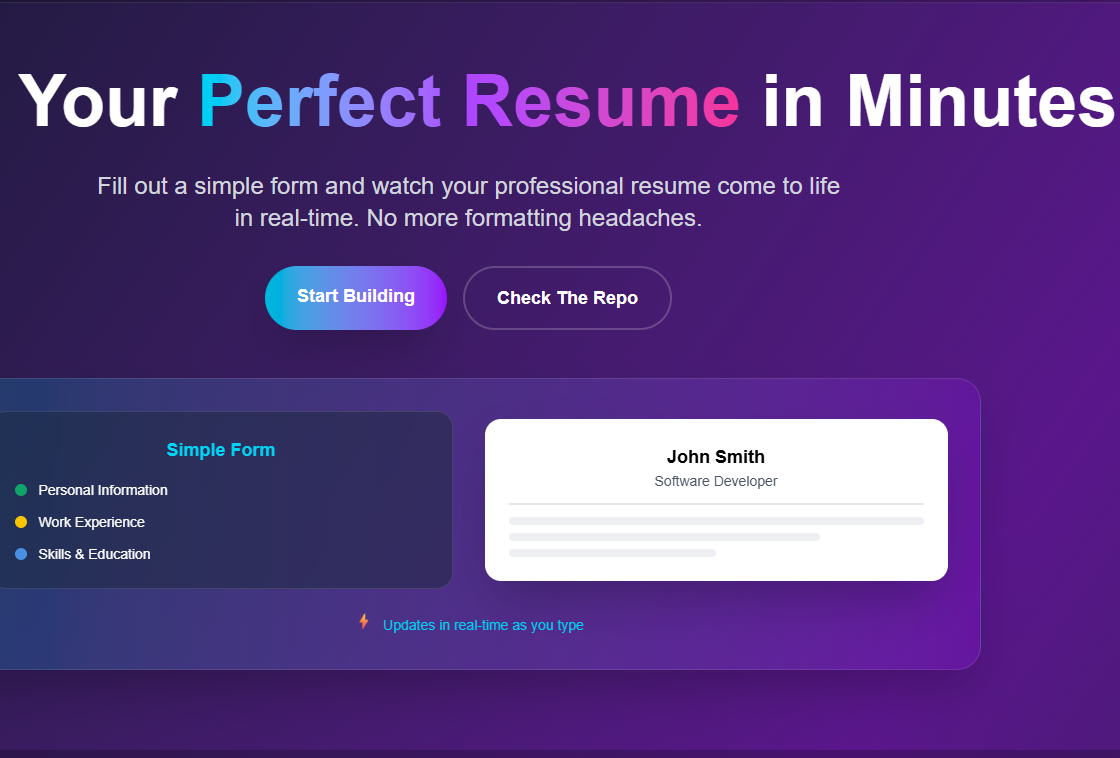 Your Perfect Resume in Minutes
Fill out a simple form and watch your professional resume come to life
in real-time. No more formatting headaches.
Start Building
Check The Repo
Simple Form
Personal Information
Work Experience
Skills & Education
John Smith
Software Developer
Updates in real-time as you type